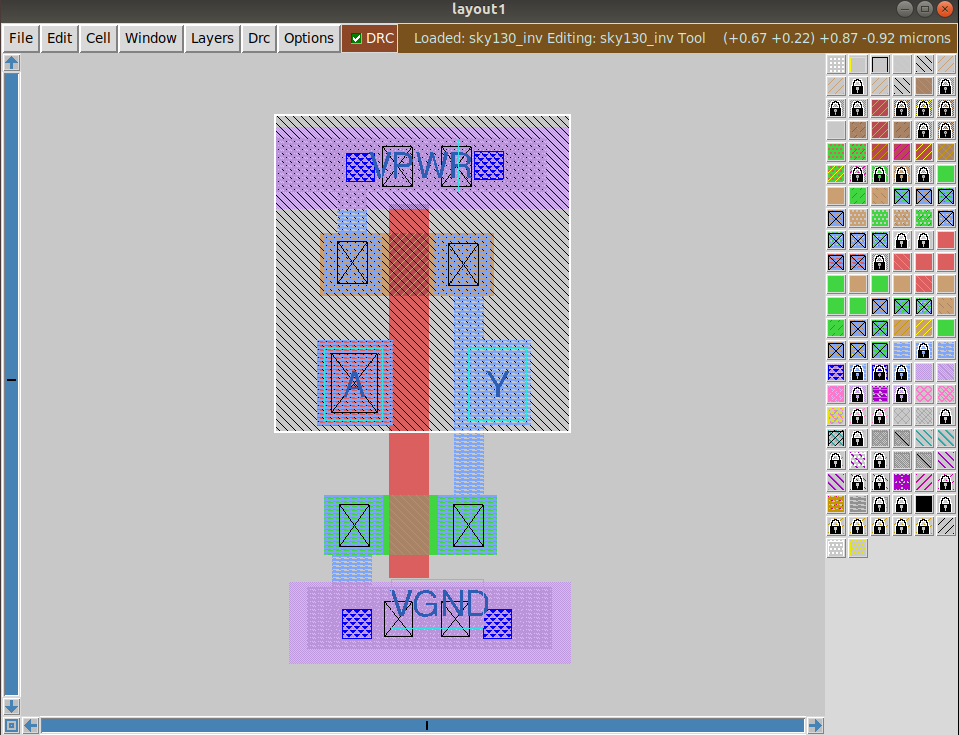 layout1
File Edit Cell Window Layers Drc Options DRC Loaded: sky130_inv Editing: sky130_inv Tool (+0.67 +0.22) +0.87 -0.92 microns
VPWR
A Y
VGND